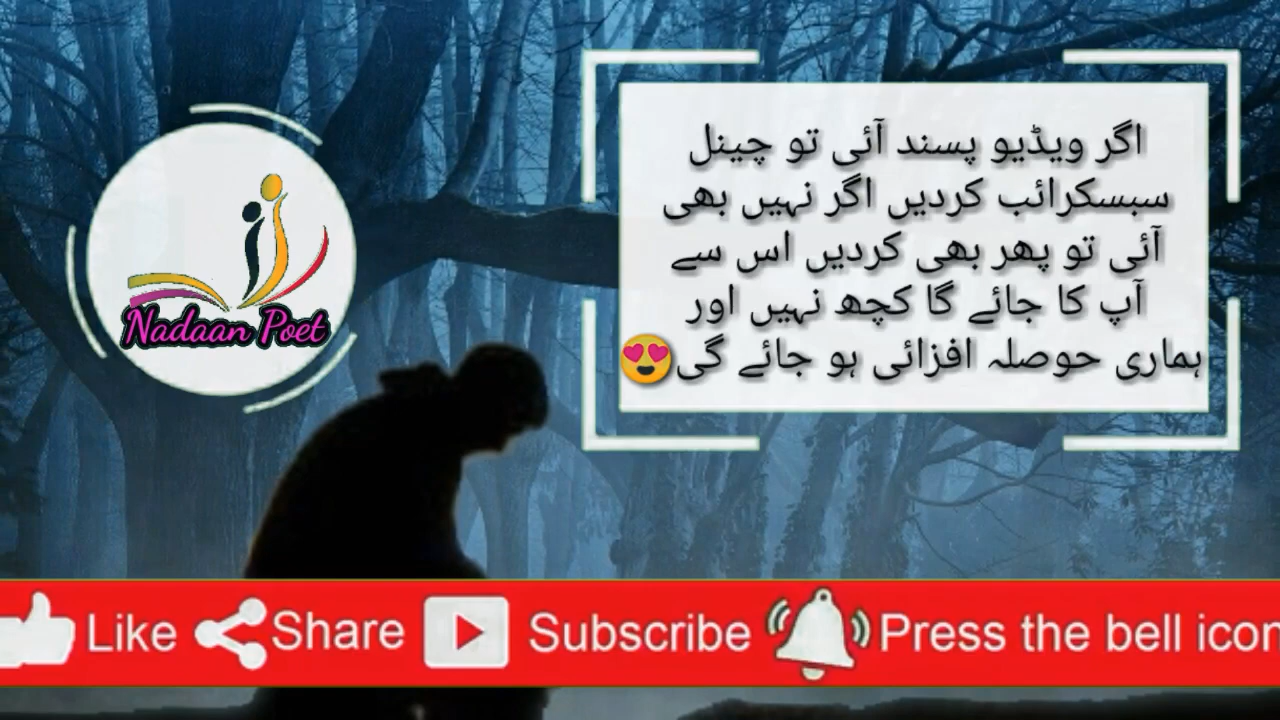 Nadaan Poet
اگر ویڈیو پسند آئی تو چینل
سبسکرائب کردیں اگر نہیں بھی
آئی تو پھر بھی کردیں اس سے
آپ کا جائے گا کچھ نہیں اور
ہماری حوصلہ افزائی ہو جائے گی😍
Like Share Subscribe Press the bell icon